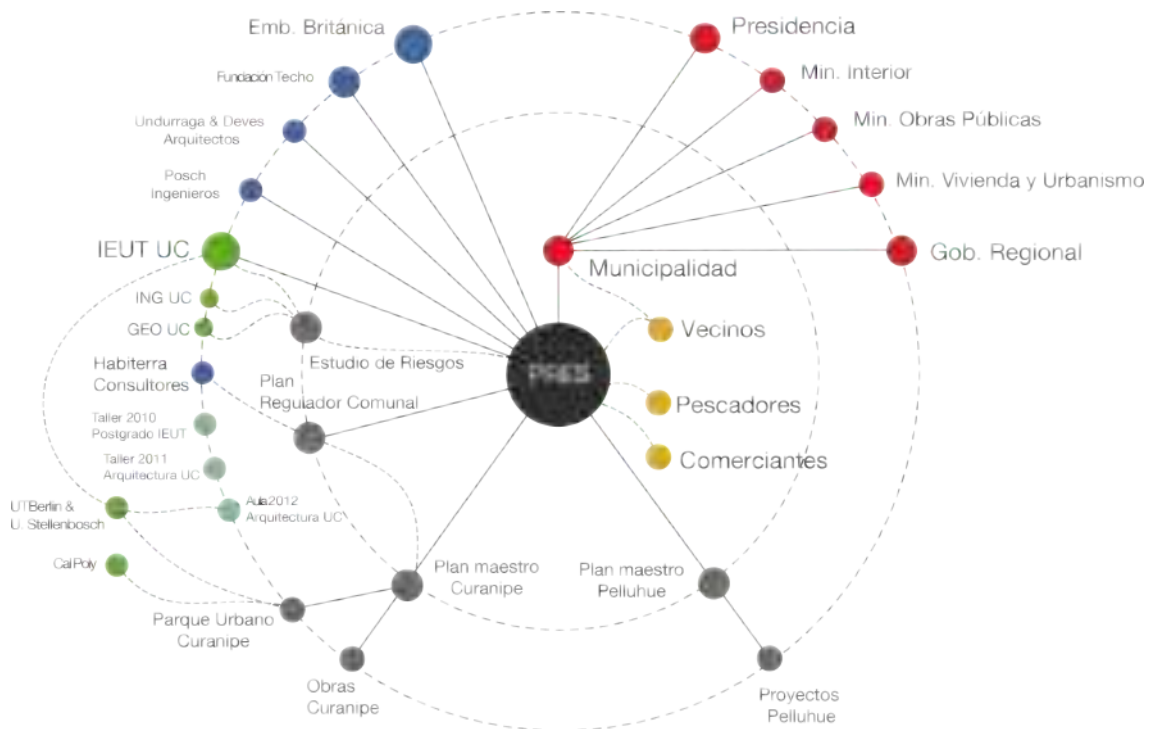 Emb. Británica
Presidencia
Fundación Techo
Min. Interior
Undurraga & Deves
Arquitectos
Min. Obras Públicas
Posch
Ingenieros
Min. Vivienda y Urbanismo
IEUT UC
Municipalidad
Gob. Regional
ING UC
GEO UC
Vecinos
Estudio de Riesgos
Habiterra
Consultores
Plan
Regulador Comunal
PRES
Pescadores
Taller 2010
Postgrado IEUT
Comerciantes
Taller 2011
Arquitectura UC
UTBerlin &
U. Stellenbosch
Aula2012
Arquitectura UC
CalPoly
Plan maestro
Curanipe
Plan maestro
Pelluhue
Parque Urbano
Curanipe
Obras
Curanipe
Proyectos
Pelluhue